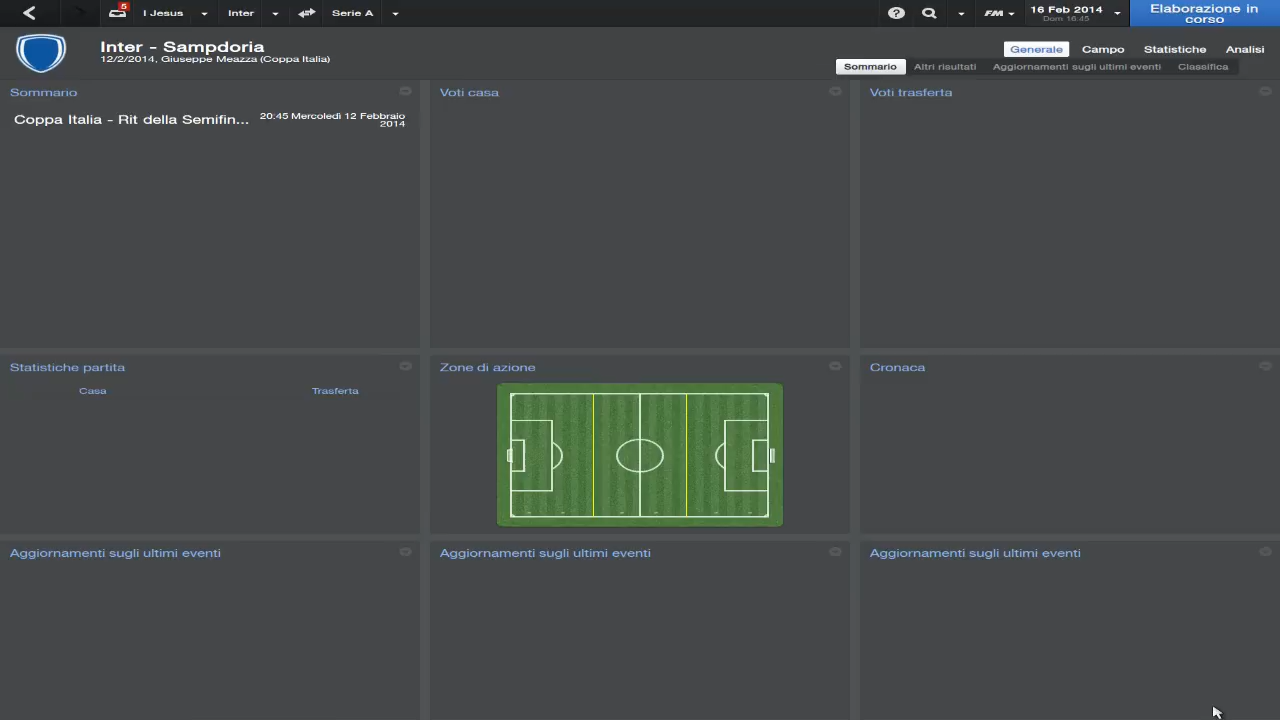 5
I Jesus
Inter
Serie A
FM
16 Feb 2014
Dom 16:45
Elaborazione in
corso
Inter - Sampdoria
12/2/2014, Giuseppe Meazza (Coppa Italia)
Generale
Campo
Statistiche
Analisi
Sommario
Altri risultati
Aggiornamenti sugli ultimi eventi
Classifica
Sommario
Voti casa
Voti trasferta
Coppa Italia - Rit della Semifin...
20:45 Mercoledì 12 Febbraio
2014
Statistiche partita
Zone di azione
Cronaca
Casa
Trasferta
Aggiornamenti sugli ultimi eventi
Aggiornamenti sugli ultimi eventi
Aggiornamenti sugli ultimi eventi